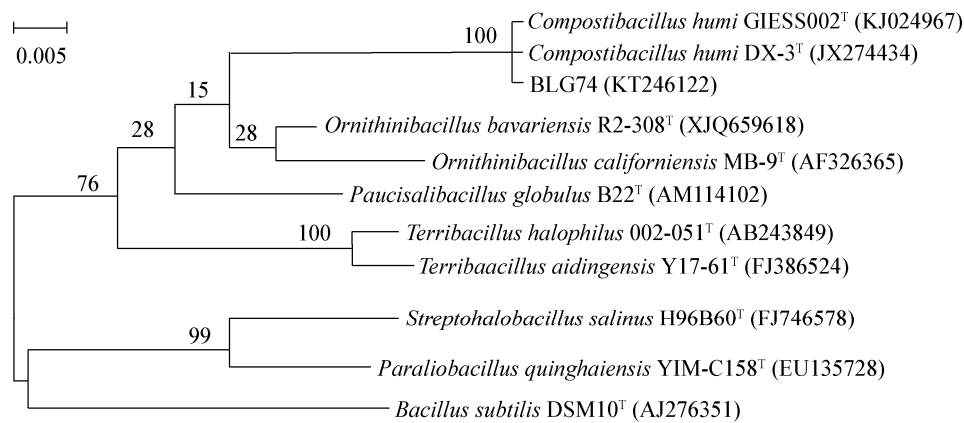 0.005
100
Compostibacillus humi GIESS002ᵀ (KJ024967)
Compostibacillus humi DX-3ᵀ (JX274434)
BLG74 (KT246122)
15
28
Ornithinibacillus bavariensis R2-308ᵀ (XJQ659618)
28
Ornithinibacillus californiensis MB-9ᵀ (AF326365)
Paucisalibacillus globulus B22ᵀ (AM114102)
76
100
Terribacillus halophilus 002-051ᵀ (AB243849)
Terribaacillus aidingensis Y17-61ᵀ (FJ386524)
Streptohalobacillus salinus H96B60ᵀ (FJ746578)
99
Paraliobacillus quinghaiensis YIM-C158ᵀ (EU135728)
Bacillus subtilis DSM10ᵀ (AJ276351)